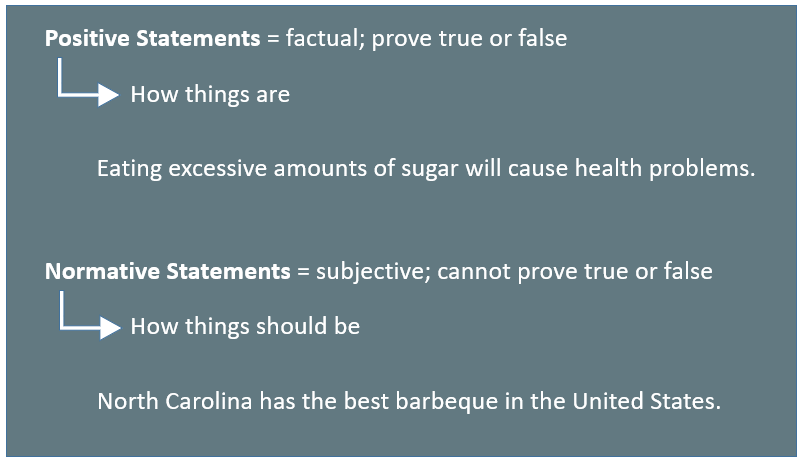 Positive Statements = factual; prove true or false
How things are
Eating excessive amounts of sugar will cause health problems.
Normative Statements = subjective; cannot prove true or false
How things should be
North Carolina has the best barbeque in the United States.